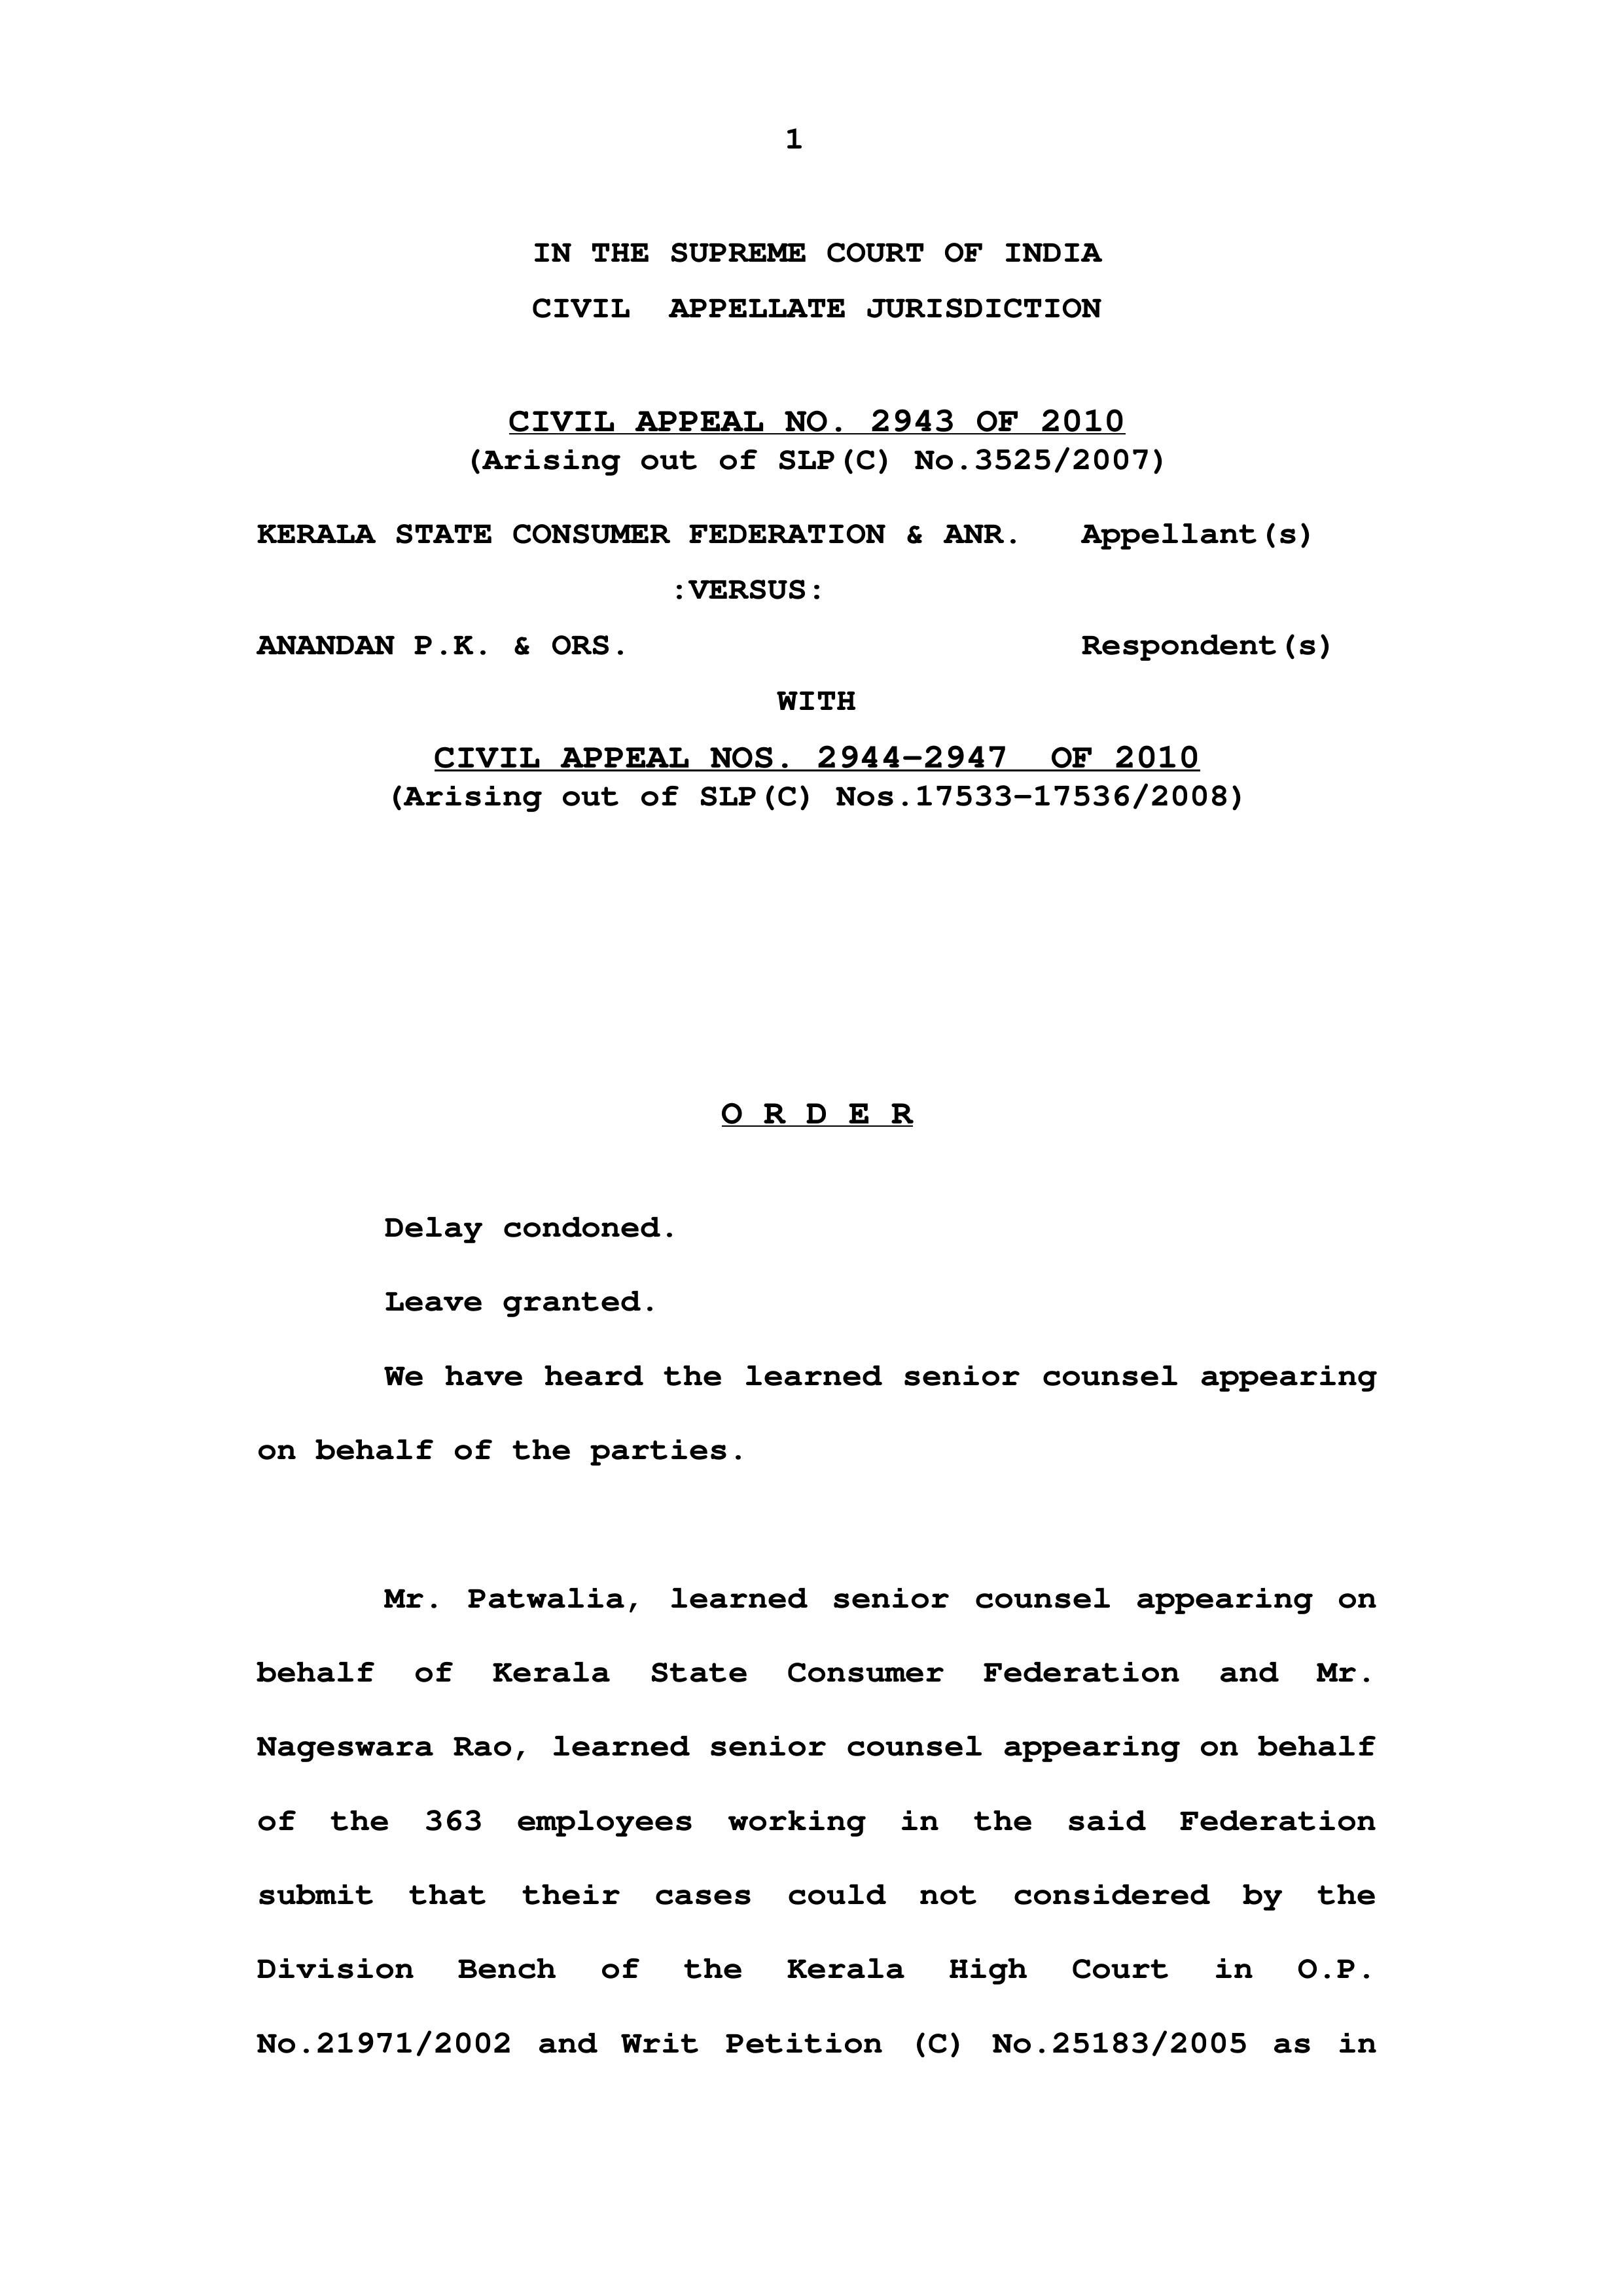 1
IN THE SUPREME COURT OF INDIA
CIVIL APPELLATE JURISDICTION
CIVIL APPEAL NO. 2943 OF 2010
(Arising out of SLP(C) No.3525/2007)
KERALA STATE CONSUMER FEDERATION & ANR. Appellant(s)
:VERSUS:
ANANDAN P.K. & ORS. Respondent(s)
WITH
CIVIL APPEAL NOS. 2944-2947 OF 2010
(Arising out of SLP(C) Nos.17533-17536/2008)
O R D E R
Delay condoned.
Leave granted.
We have heard the learned senior counsel appearing
on behalf of the parties.
Mr. Patwalia, learned senior counsel appearing on
behalf of Kerala State Consumer Federation and Mr.
Nageswara Rao, learned senior counsel appearing on behalf
of the 363 employees working in the said Federation
submit that their cases could not considered by the
Division Bench of the Kerala High Court in O.P.
No.21971/2002 and Writ Petition (C) No.25183/2005 as in